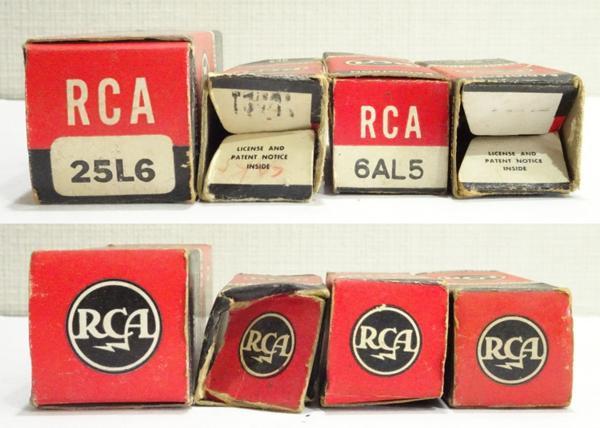 RCA
25L6
LICENSE AND
PATENT NOTICE
INSIDE
RCA
6AL5
LICENSE AND
PATENT NOTICE
INSIDE
RCA
RCA
RCA
RCA